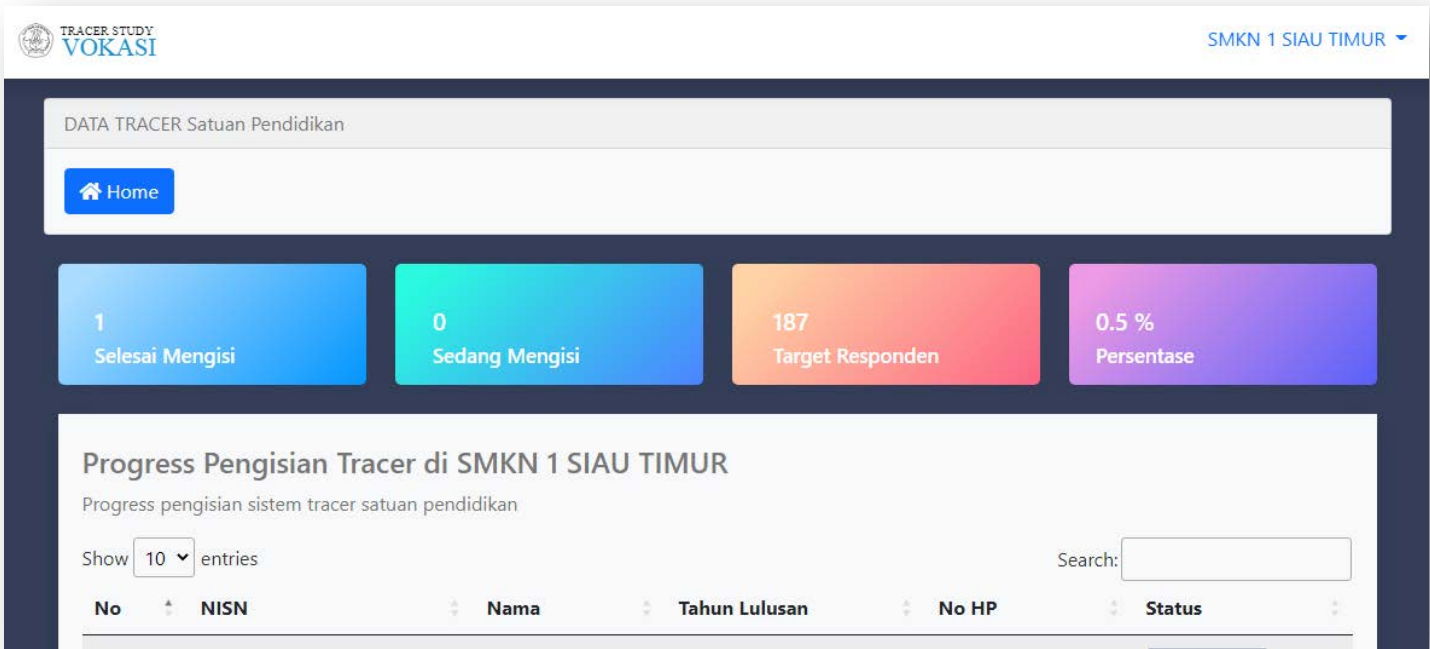 TRACER STUDY
VOKASI
SMKN 1 SIAU TIMUR
DATA TRACER Satuan Pendidikan
Home
1
Selesai Mengisi
0
Sedang Mengisi
187
Target Responden
0.5 %
Persentase
Progress Pengisian Tracer di SMKN 1 SIAU TIMUR
Progress pengisian sistem tracer satuan pendidikan
Show 10 entries
Search:
No NISN Nama Tahun Lulusan No HP Status